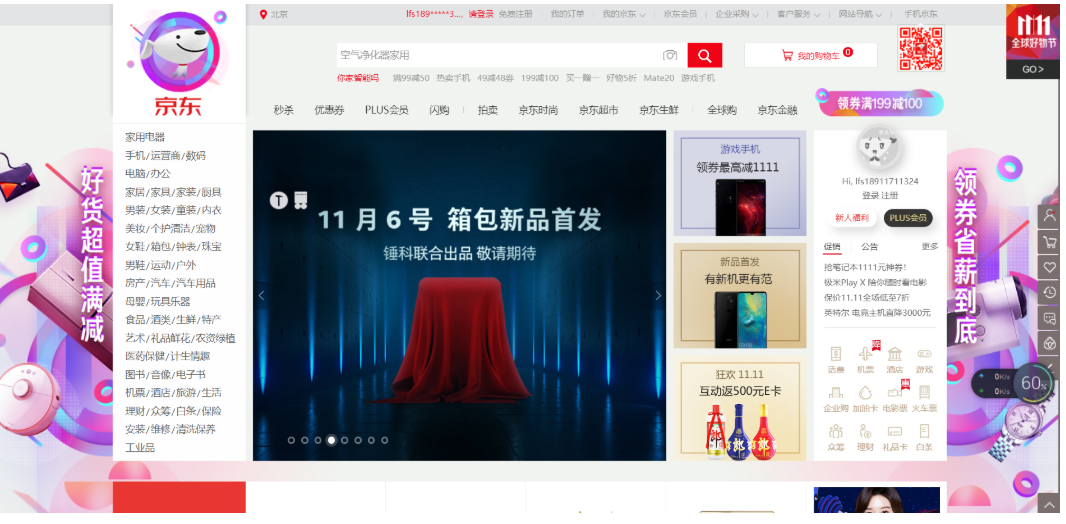 北京
lfs189*****3..., 请登录 免费注册
我的订单
我的京东
京东会员
企业采购
客户服务
网站导航
手机京东
11.11
全球好物节
GO >
京东
空气净化器家用
我的购物车 0
你家智能吗 满99减50 热卖手机 49减48券 199减100 买一赠一 好物5折 Mate20 游戏手机
秒杀 优惠券 PLUS会员 闪购 拍卖 京东时尚 京东超市 京东生鲜 全球购 京东金融
领券满199减100
家用电器
手机/运营商/数码
电脑/办公
家居/家具/家装/厨具
男装/女装/童装/内衣
美妆/个护清洁/宠物
女鞋/箱包/钟表/珠宝
男鞋/运动/户外
房产/汽车/汽车用品
母婴/玩具乐器
食品/酒类/生鲜/特产
艺术/礼品鲜花/农资绿植
医药保健/计生情趣
图书/音像/电子书
机票/酒店/旅游/生活
理财/众筹/白条/保险
安装/维修/清洗保养
工业品
好货超值满减
11 月 6 号 箱包新品首发
锤科联合出品 敬请期待
游戏手机
领券最高减1111
新品首发
有新机更有范
狂欢 11.11
互动返500元E卡
Hi, lfs18911711324
登录 注册
新人福利 PLUS会员
促销 公告 更多
抢笔记本1111元神券!
极米Play X 陪你随时看电影
保价11.11全场低至7折
英特尔 电竞主机直降3000元
话费 机票 酒店 游戏
企业购 加油卡 电影票 火车票
众筹 理财 礼品卡 白条
领券省薪到底
0K/s
0K/s
60%